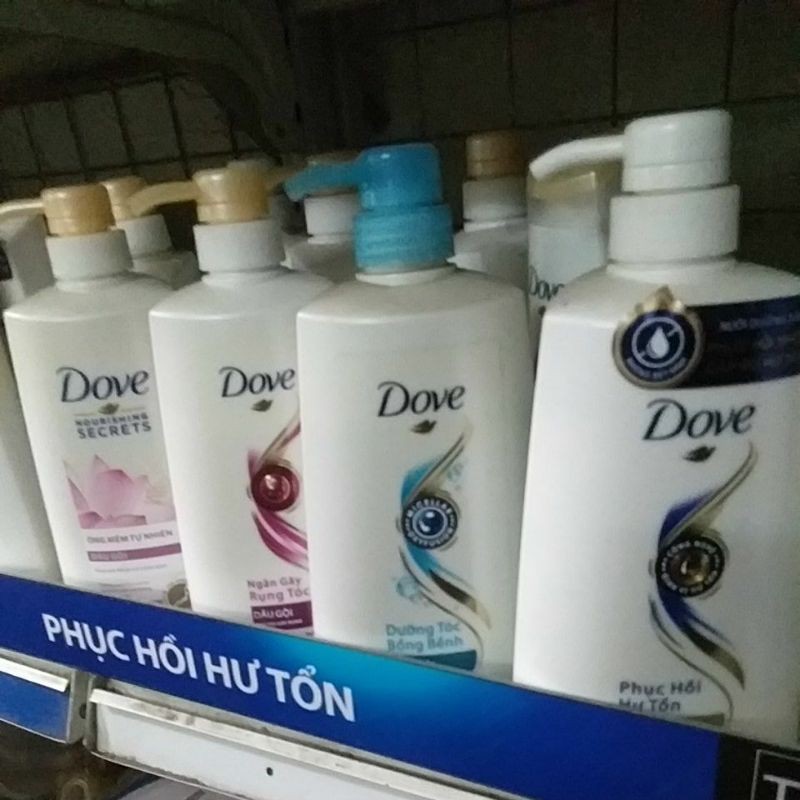 Dove
NOURISHING
SECRETS
ÓNG MỀM TỰ NHIÊN
DẦU GỘI
Dove
Ngăn Gãy
Rụng Tóc
DẦU GỘI
Dove
MICELLAR
Dưỡng Tóc
Bồng Bềnh
Dove
Dove
Phục Hồi
Hư Tổn
PHỤC HỒI HƯ TỔN
T